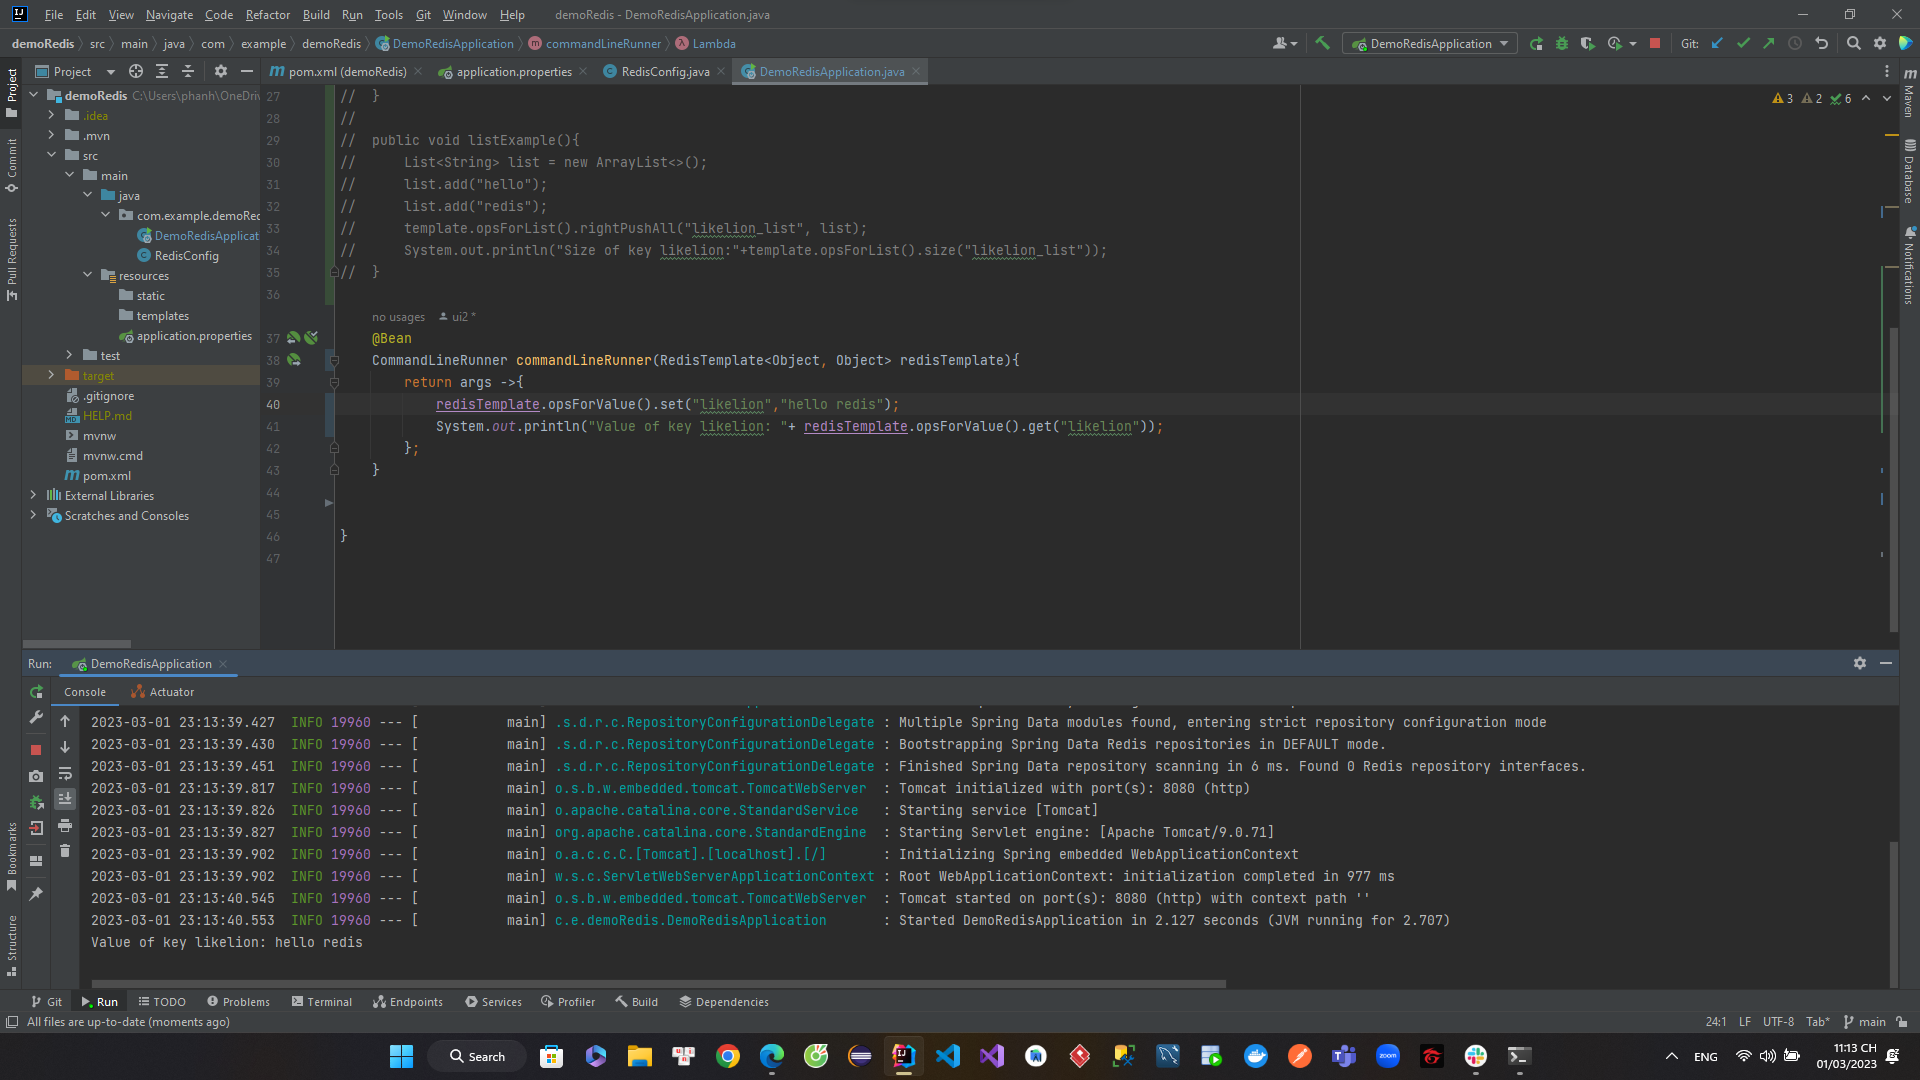 File Edit View Navigate Code Refactor Build Run Tools Git Window Help demoRedis - DemoRedisApplication.java
demoRedis src main java com example demoRedis DemoRedisApplication commandLineRunner Lambda DemoRedisApplication Git:
Project pom.xml (demoRedis) application.properties RedisConfig.java DemoRedisApplication.java
Project
Commit
Pull Requests
Bookmarks
Structure
Maven
Database
Notifications
demoRedis C:\Users\phanh\OneDriv
.idea
.mvn
src
main
java
com.example.demoRec
DemoRedisApplicat
RedisConfig
resources
static
templates
application.properties
test
target
.gitignore
HELP.md
mvnw
mvnw.cmd
pom.xml
External Libraries
Scratches and Consoles
3 2 6
27 // }
28 //
29 // public void listExample(){
30 // List<String> list = new ArrayList<>();
31 // list.add("hello");
32 // list.add("redis");
33 // template.opsForList().rightPushAll("likelion_list", list);
34 // System.out.println("Size of key likelion:"+template.opsForList().size("likelion_list"));
35 // }
36
no usages ui2 *
37 @Bean
38 CommandLineRunner commandLineRunner(RedisTemplate<Object, Object> redisTemplate){
39 return args ->{
40 redisTemplate.opsForValue().set("likelion","hello redis");
41 System.out.println("Value of key likelion: "+ redisTemplate.opsForValue().get("likelion"));
42 };
43 }
44
45
46 }
47
Run: DemoRedisApplication
Console Actuator
2023-03-01 23:13:39.427 INFO 19960 --- [ main] .s.d.r.c.RepositoryConfigurationDelegate : Multiple Spring Data modules found, entering strict repository configuration mode
2023-03-01 23:13:39.430 INFO 19960 --- [ main] .s.d.r.c.RepositoryConfigurationDelegate : Bootstrapping Spring Data Redis repositories in DEFAULT mode.
2023-03-01 23:13:39.451 INFO 19960 --- [ main] .s.d.r.c.RepositoryConfigurationDelegate : Finished Spring Data repository scanning in 6 ms. Found 0 Redis repository interfaces.
2023-03-01 23:13:39.817 INFO 19960 --- [ main] o.s.b.w.embedded.tomcat.TomcatWebServer : Tomcat initialized with port(s): 8080 (http)
2023-03-01 23:13:39.826 INFO 19960 --- [ main] o.apache.catalina.core.StandardService : Starting service [Tomcat]
2023-03-01 23:13:39.827 INFO 19960 --- [ main] org.apache.catalina.core.StandardEngine : Starting Servlet engine: [Apache Tomcat/9.0.71]
2023-03-01 23:13:39.902 INFO 19960 --- [ main] o.a.c.c.C.[Tomcat].[localhost].[/] : Initializing Spring embedded WebApplicationContext
2023-03-01 23:13:39.902 INFO 19960 --- [ main] w.s.c.ServletWebServerApplicationContext : Root WebApplicationContext: initialization completed in 977 ms
2023-03-01 23:13:40.545 INFO 19960 --- [ main] o.s.b.w.embedded.tomcat.TomcatWebServer : Tomcat started on port(s): 8080 (http) with context path ''
2023-03-01 23:13:40.553 INFO 19960 --- [ main] c.e.demoRedis.DemoRedisApplication : Started DemoRedisApplication in 2.127 seconds (JVM running for 2.707)
Value of key likelion: hello redis
Git Run TODO Problems Terminal Endpoints Services Profiler Build Dependencies
All files are up-to-date (moments ago) 24:1 LF UTF-8 Tab* main
Search zoom ENG 11:13 CH
01/03/2023